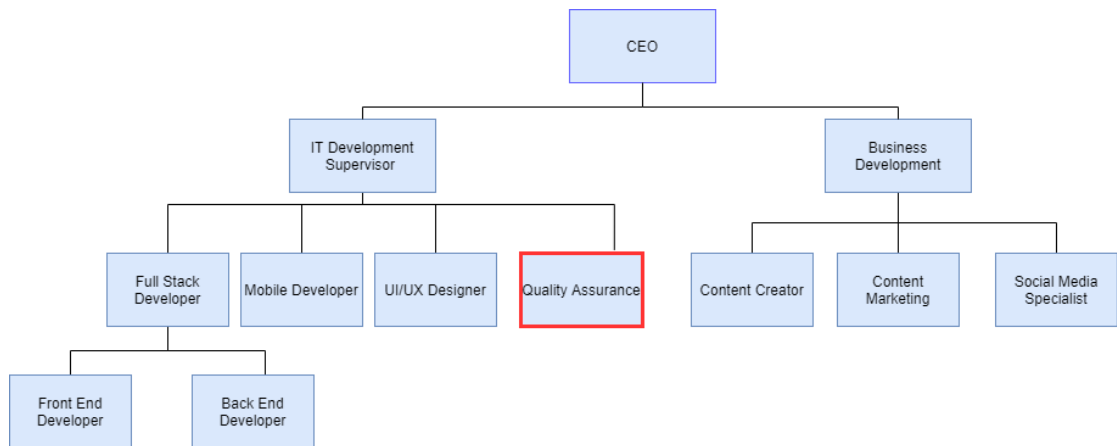 CEO
IT Development
Supervisor
Business
Development
Full Stack
Developer
Mobile Developer
UI/UX Designer
Quality Assurance
Content Creator
Content
Marketing
Social Media
Specialist
Front End
Developer
Back End
Developer